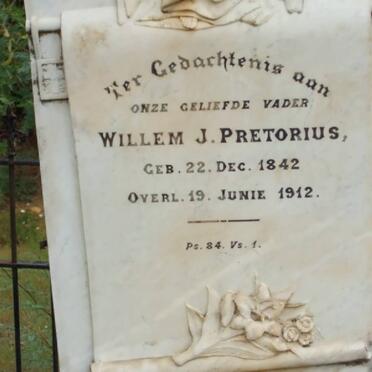 Ter Gedachtenis aan
ONZE GELIEFDE VADER
WILLEM J. PRETORIUS,
GEB. 22. DEC. 1842
OVERL. 19. JUNIE 1912.
Ps. 84. Vs. 1.